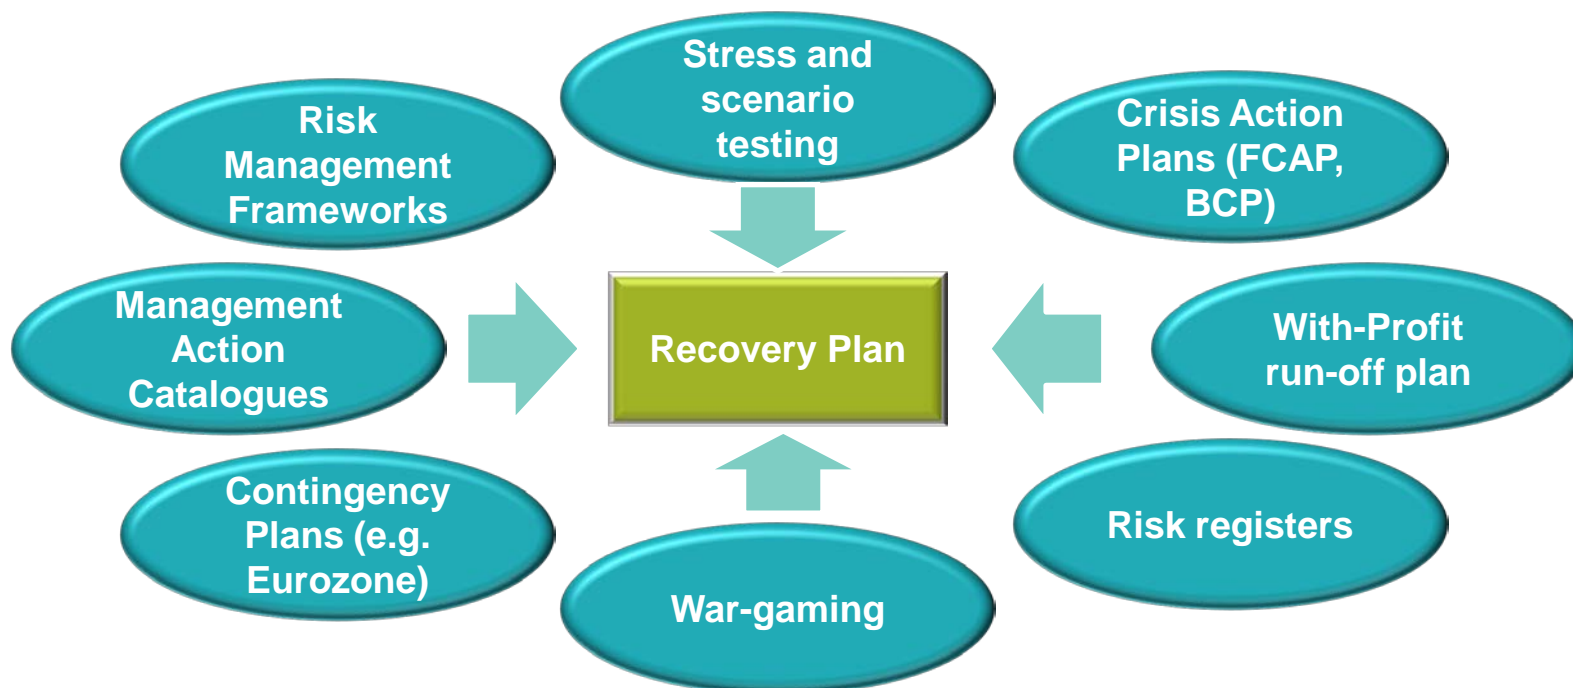 Stress and
scenario
testing
Risk
Management
Frameworks
Crisis Action
Plans (FCAP,
BCP)
Management
Action
Catalogues
Recovery Plan
With-Profit
run-off plan
Contingency
Plans (e.g.
Eurozone)
Risk registers
War-gaming